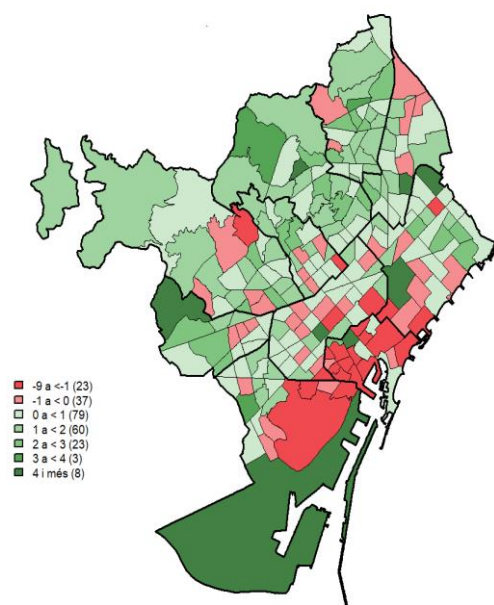 -9 a <-1 (23)
-1 a < 0 (37)
0 a < 1 (79)
1 a < 2 (60)
2 a < 3 (23)
3 a < 4 (3)
4 i més (8)